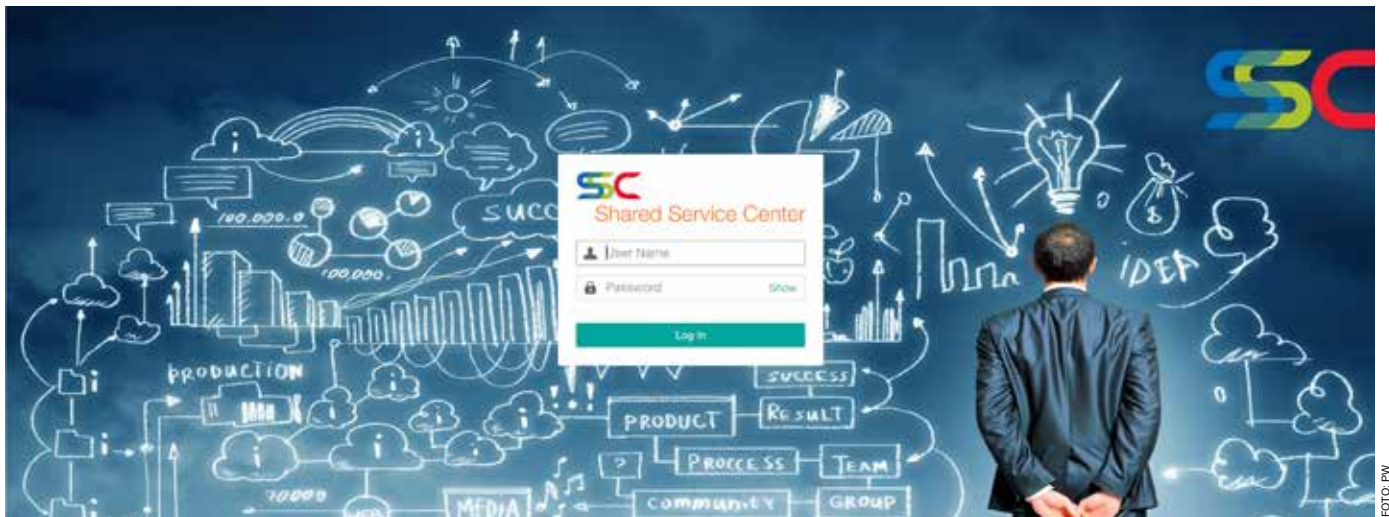 SSC
SSC
Shared Service Center
User Name
Password
Show
Log In
SUCC
100.000.0
100.000.
IDEA
$
PRODUCTION
SUCCESS
PRODUCT
RESULT
?
PROCCESS
TEAM
70000
MEDIA
COMMUNITY
GROUP
FOTO: PW